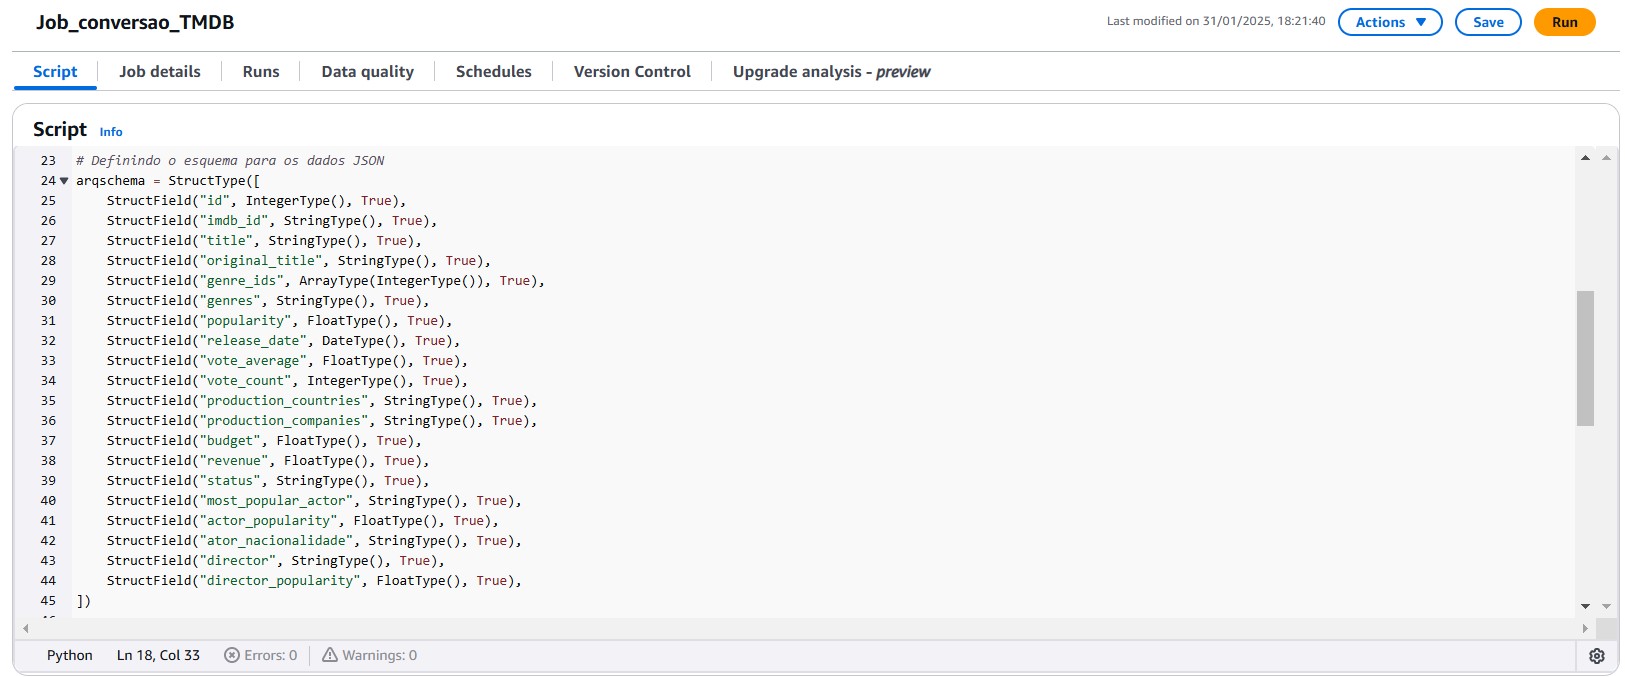 Job_conversao_TMDB
Last modified on 31/01/2025, 18:21:40
Actions
Save
Run
Script
Job details
Runs
Data quality
Schedules
Version Control
Upgrade analysis - preview
Script Info
23 # Definindo o esquema para os dados JSON
24 arqschema = StructType([
25 StructField("id", IntegerType(), True),
26 StructField("imdb_id", StringType(), True),
27 StructField("title", StringType(), True),
28 StructField("original_title", StringType(), True),
29 StructField("genre_ids", ArrayType(IntegerType()), True),
30 StructField("genres", StringType(), True),
31 StructField("popularity", FloatType(), True),
32 StructField("release_date", DateType(), True),
33 StructField("vote_average", FloatType(), True),
34 StructField("vote_count", IntegerType(), True),
35 StructField("production_countries", StringType(), True),
36 StructField("production_companies", StringType(), True),
37 StructField("budget", FloatType(), True),
38 StructField("revenue", FloatType(), True),
39 StructField("status", StringType(), True),
40 StructField("most_popular_actor", StringType(), True),
41 StructField("actor_popularity", FloatType(), True),
42 StructField("ator_nacionalidade", StringType(), True),
43 StructField("director", StringType(), True),
44 StructField("director_popularity", FloatType(), True),
45 ])
Python Ln 18, Col 33 Errors: 0 Warnings: 0